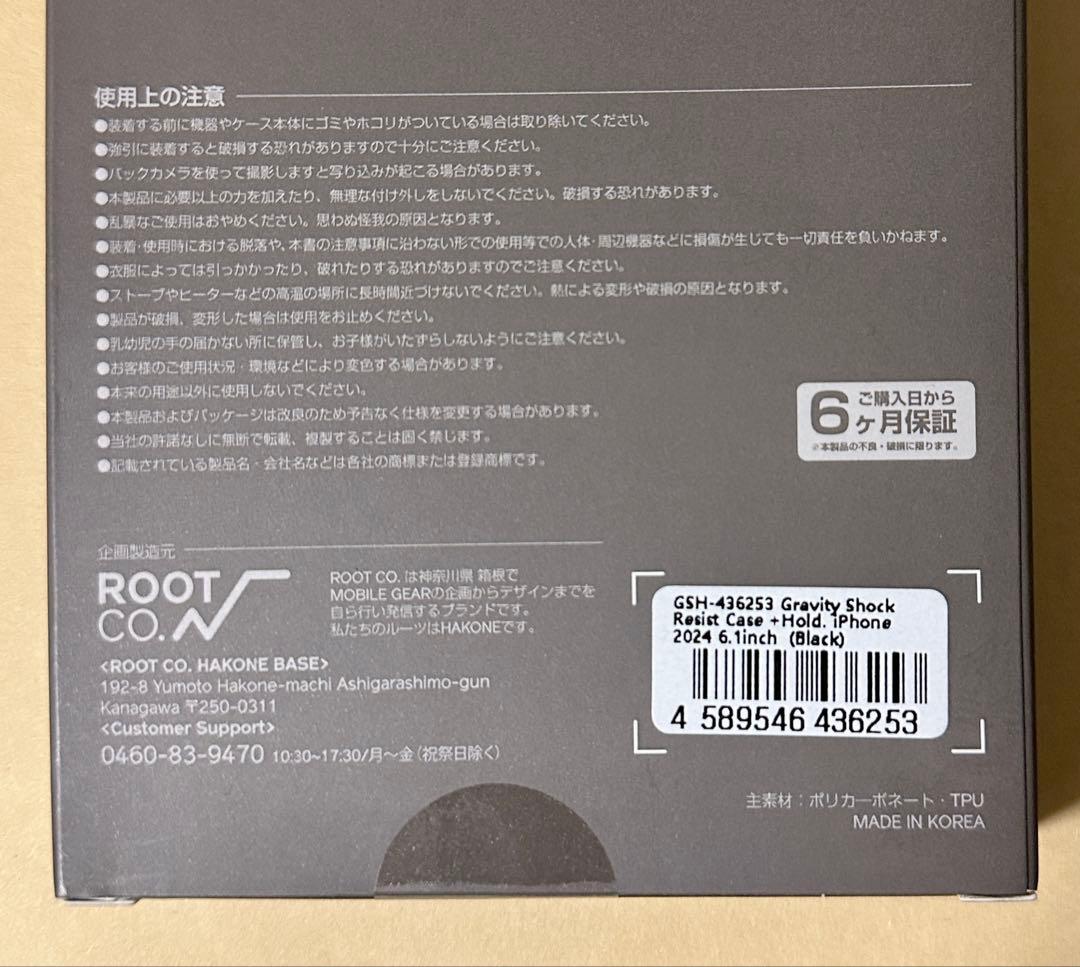 使用上の注意
●装着する前に機器やケース本体にゴミやホコリがついている場合は取り除いてください。
●強引に装着すると破損する恐れがありますので十分にご注意ください。
●バックカメラを使って撮影しますと写り込みが起こる場合があります。
●本製品に必要以上の力を加えたり、無理な付け外しをしないでください。破損する恐れがあります。
●乱暴なご使用はおやめください。思わぬ怪我の原因となります。
●装着・使用時における脱落や、本書の注意事項に沿わない形での使用等での人体・周辺機器などに損傷が生じても一切責任を負いかねます。
●衣服によっては引っかかったり、破れたりする恐れがありますのでご注意ください。
●ストーブやヒーターなどの高温の場所に長時間近づけないでください。熱による変形や破損の原因となります。
●製品が破損、変形した場合は使用をお止めください。
●乳幼児の手の届かない所に保管し、お子様がいたずらしないようにご注意ください。
●お客様のご使用状況・環境などにより変色する場合があります。
●本来の用途以外に使用しないでください。
●本製品およびパッケージは改良のため予告なく仕様を変更する場合があります。
●当社の許諾なしに無断で転載、複製することは固く禁じます。
●記載されている製品名・会社名などは各社の商標または登録商標です。
ご購入日から
6ヶ月保証
※本製品の不良・破損に限ります。
企画製造元
ROOT
CO.
ROOT CO. は神奈川県 箱根で
MOBILE GEARの企画からデザインまでを
自ら行い発信するブランドです。
私たちのルーツはHAKONEです。
<ROOT CO. HAKONE BASE>
192-8 Yumoto Hakone-machi Ashigarashimo-gun
Kanagawa 〒250-0311
<Customer Support>
0460-83-9470 10:30~17:30/月～金（祝祭日除く）
GSH-436253 Gravity Shock
Resist Case +Hold. iPhone
2024 6.1inch (Black)
4 589546 436253
主素材：ポリカーボネート・TPU
MADE IN KOREA